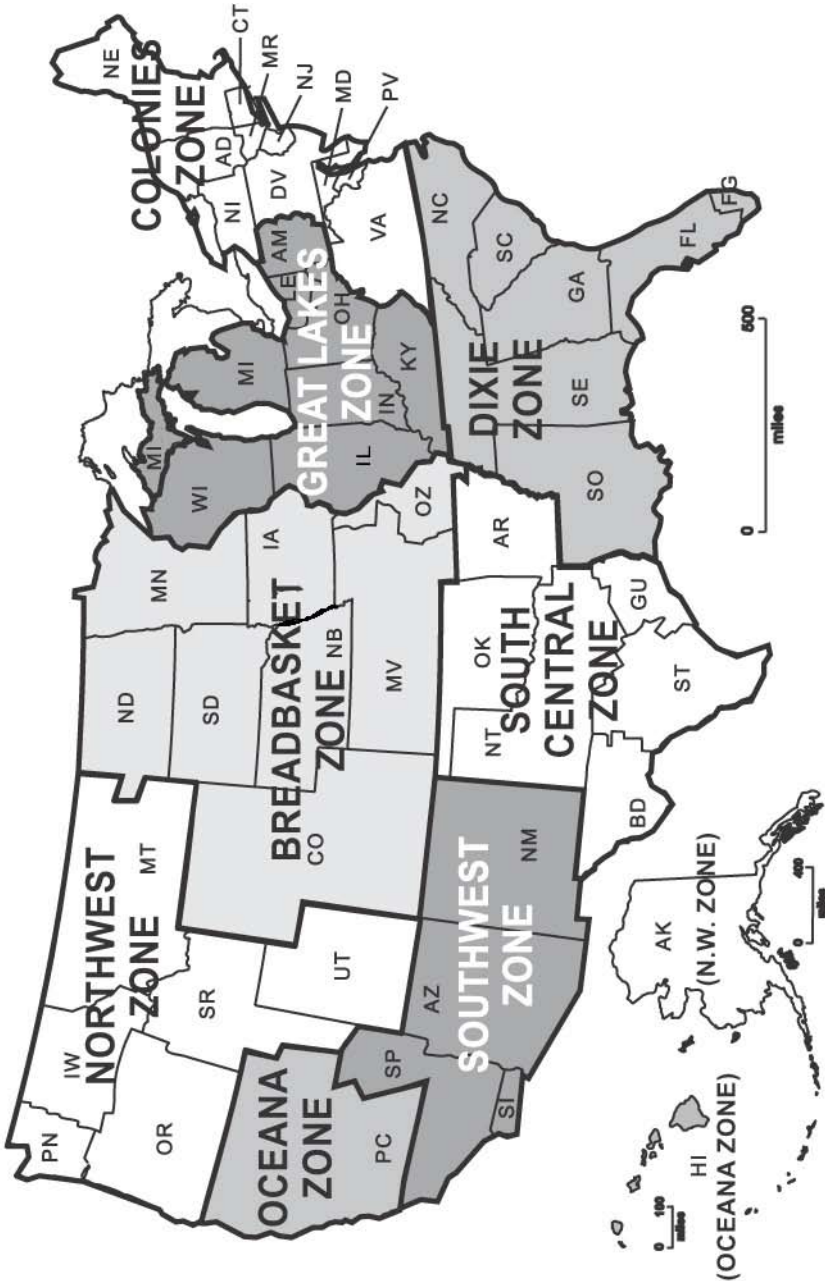 PN
IW
OR
NORTHWEST
ZONE
MT
SR
UT
OCEANA
ZONE
PC
SP
AZ
SOUTHWEST
ZONE
SI
NM
ND
MN
SD
IA
BREADBASKET
ZONE
NB
CO
MV
OZ
MI
WI
MI
GREAT LAKES
ZONE
AM
LE
OH
IN
IL
KY
COLONIES
ZONE
NE
AD
NI
DV
VA
CT
MR
NJ
MD
PV
DIXIE
ZONE
NC
SC
GA
SE
SO
FL
FG
OK
AR
NT
SOUTH
CENTRAL
ZONE
GU
ST
BD
HI
(OCEANA ZONE)
0 100
miles
AK
(N.W. ZONE)
0 400
miles
0 500
miles